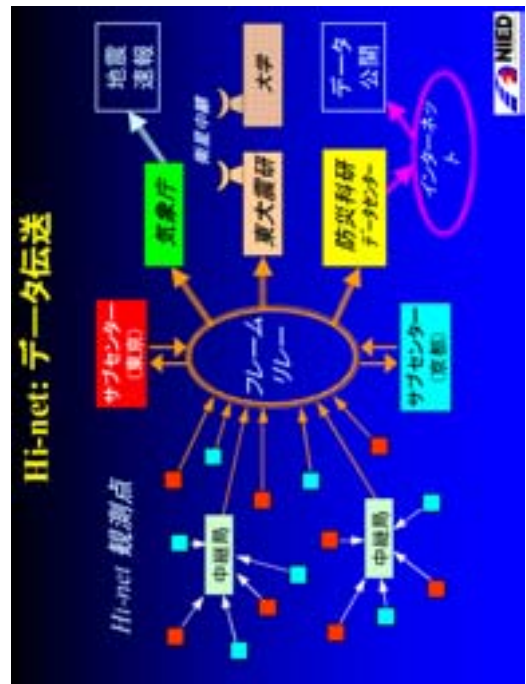 Hi-net: データ伝送
Hi-net 観測点
中継局
中継局
サブセンター
(東京)
フレーム
リレー
サブセンター
(京都)
気象庁
地震
速報
東大震研
衛星中継
大学
防災科研
データセンター
インターネッ
ト
データ
公開
NIED